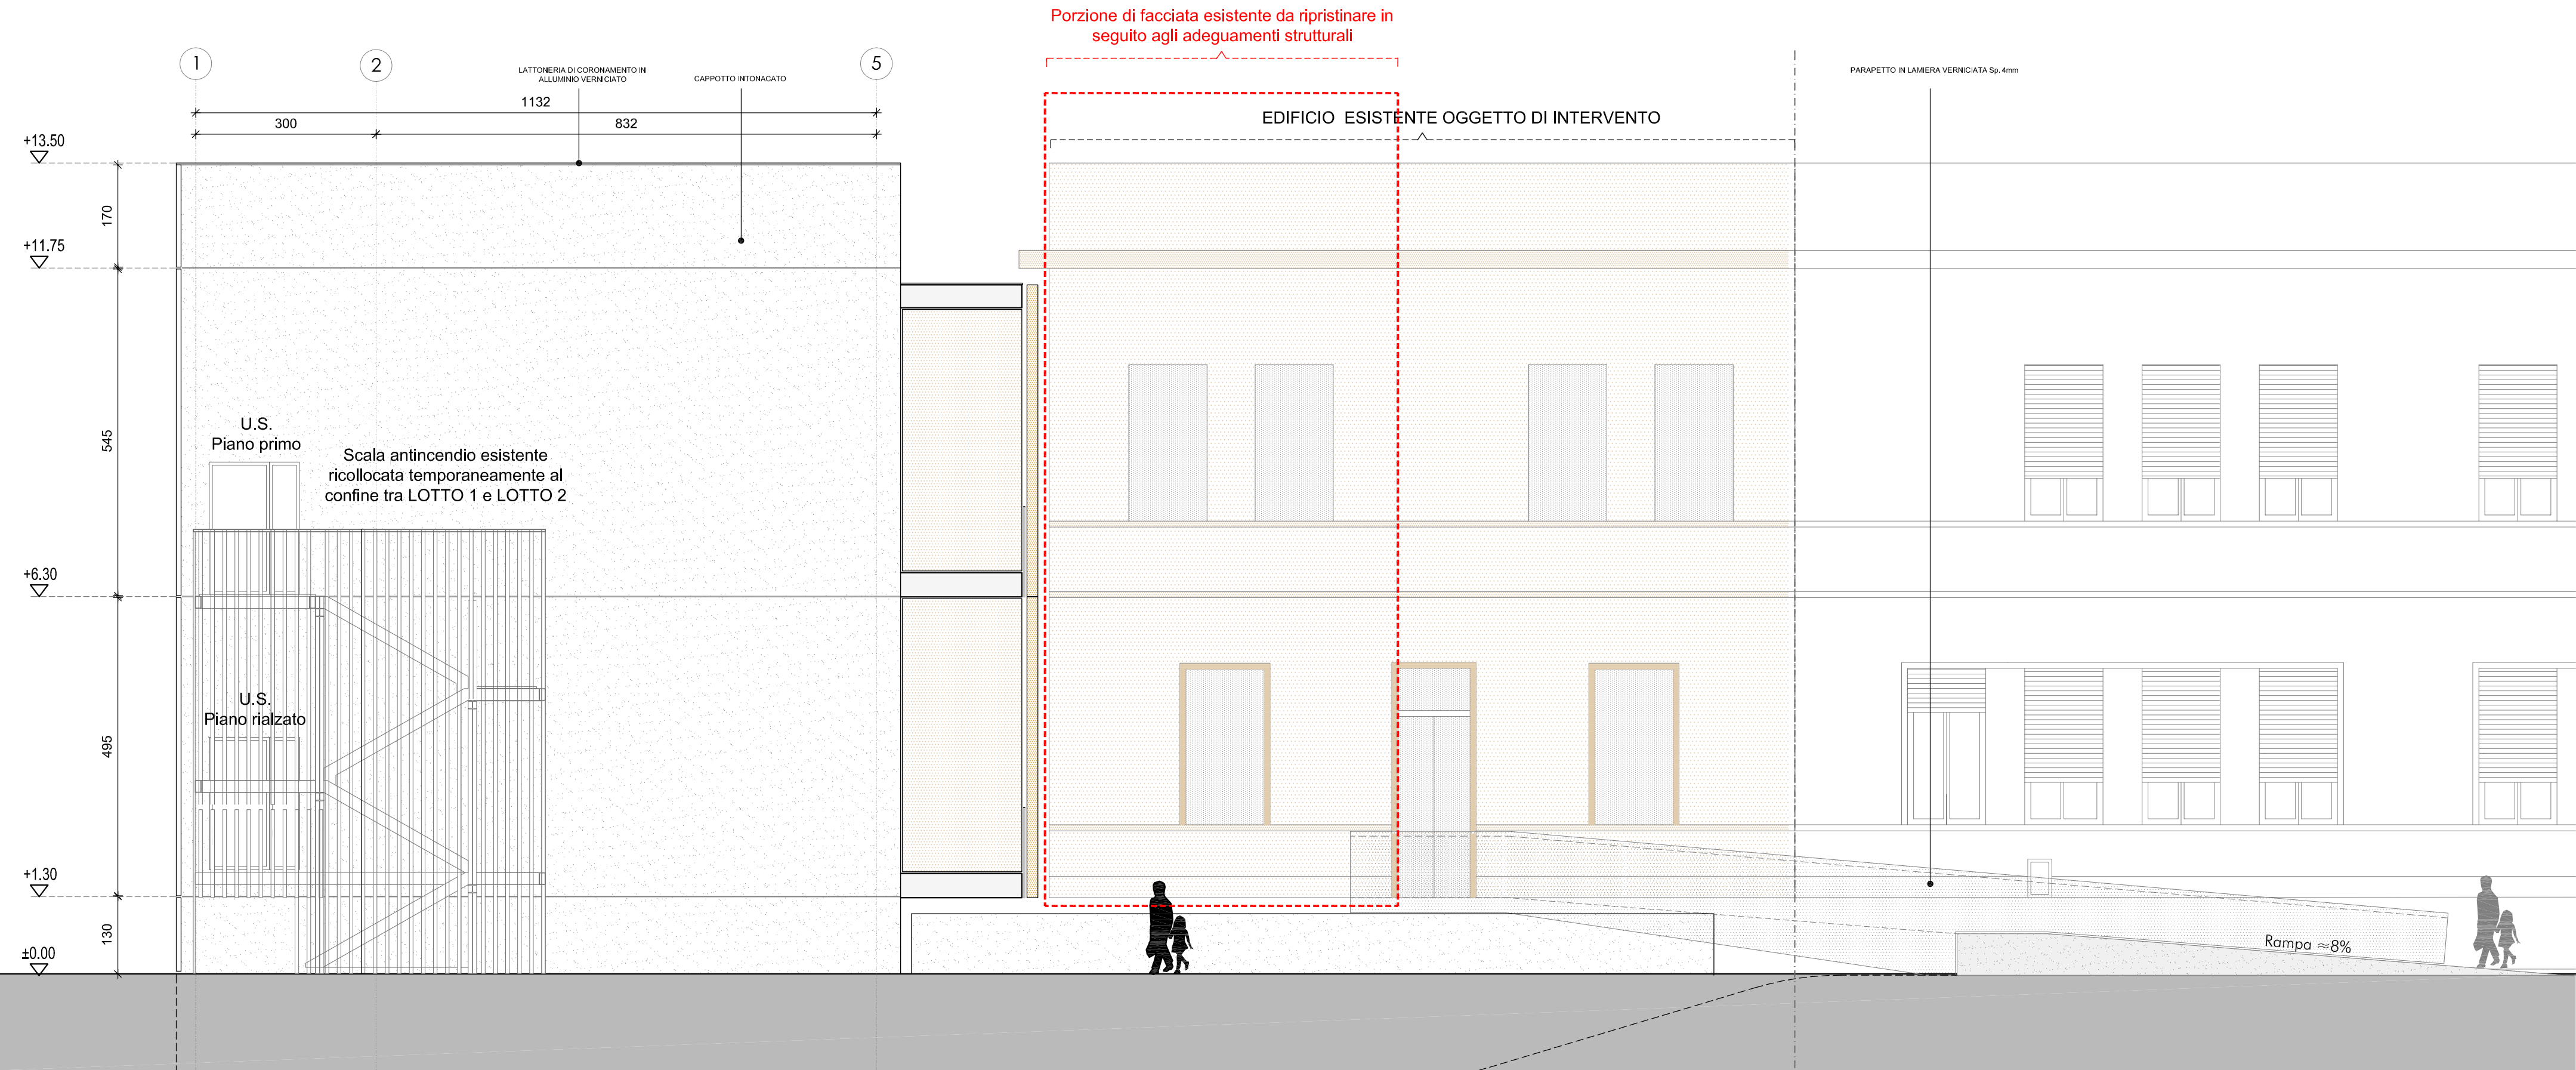 Porzione di facciata esistente da ripristinare in
seguito agli adeguamenti strutturali
1
2
5
LATTONERIA DI CORONAMENTO IN
ALLUMINIO VERNICIATO
CAPPOTTO INTONACATO
PARAPETTO IN LAMIERA VERNICIATA Sp. 4mm
1132
300
832
EDIFICIO ESISTENTE OGGETTO DI INTERVENTO
+13.50
170
+11.75
545
U.S.
Piano primo
Scala antincendio esistente
ricollocata temporaneamente al
confine tra LOTTO 1 e LOTTO 2
+6.30
495
U.S.
Piano rialzato
+1.30
130
±0.00
Rampa ≈8%